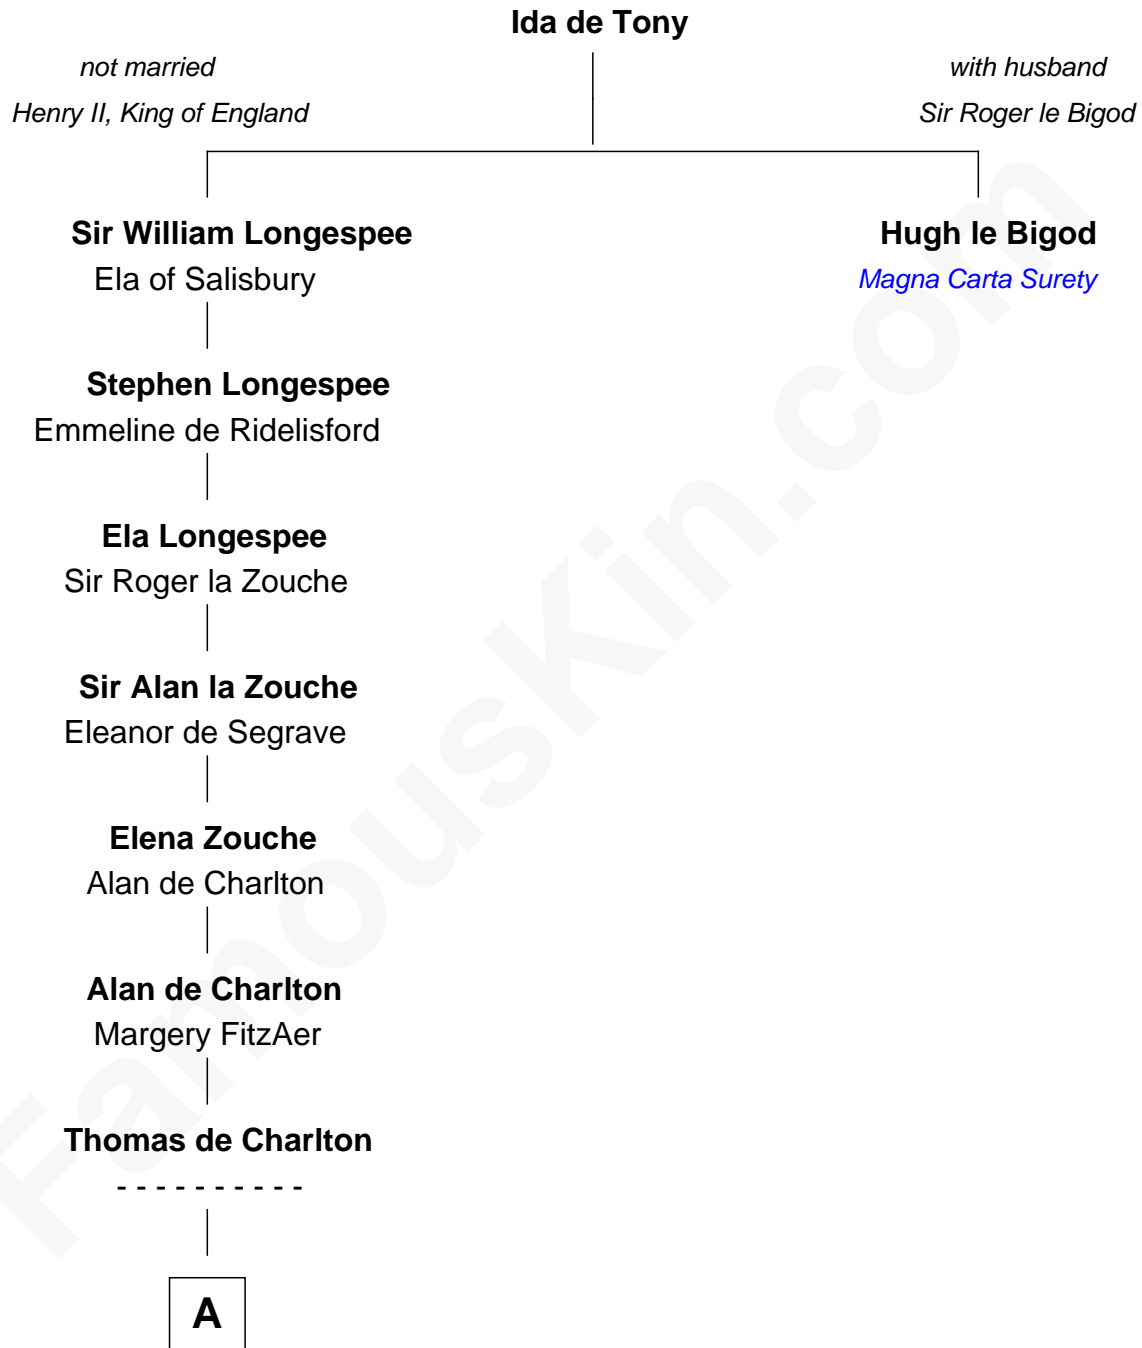 Ida de Tony
not married
with husband
Henry II, King of England
Sir Roger le Bigod
Sir William Longespee
Hugh le Bigod
Ela of Salisbury
Magna Carta Surety
Stephen Longespee
Emmeline de Ridelisford
Ela Longespee
Sir Roger la Zouche
Sir Alan la Zouche
Eleanor de Segrave
Elena Zouche
Alan de Charlton
Alan de Charlton
Margery FitzAer
Thomas de Charlton
- - - - - - - - - -
A
FamousKin.com